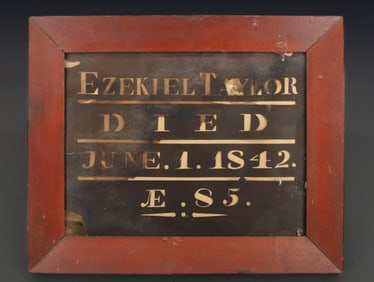 EZEKIEL TAYLOR
DIED
JUNE.1.1842.
Æ.85.